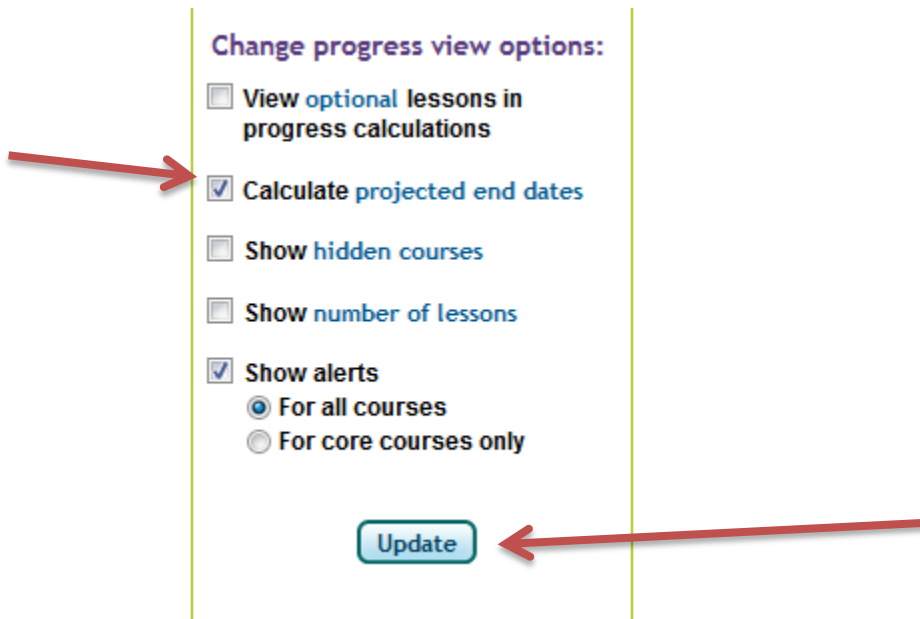 Change progress view options:
View optional lessons in
progress calculations
Calculate projected end dates
Show hidden courses
Show number of lessons
Show alerts
For all courses
For core courses only
Update